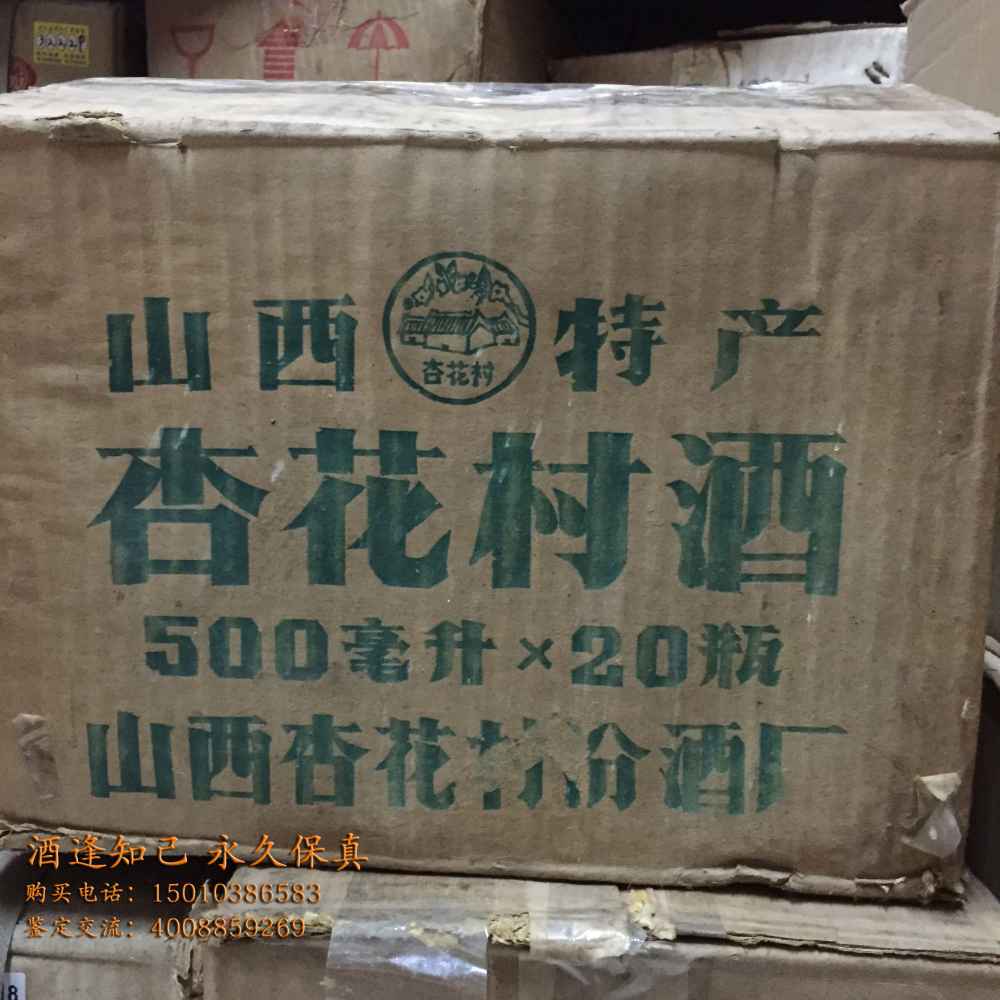 32229
山西 特产
杏花村
杏花村酒
500毫升×20瓶
山西杏花村汾酒厂
酒逢知己 永久保真
购买电话：15010386583
鉴定交流：4008859269
8